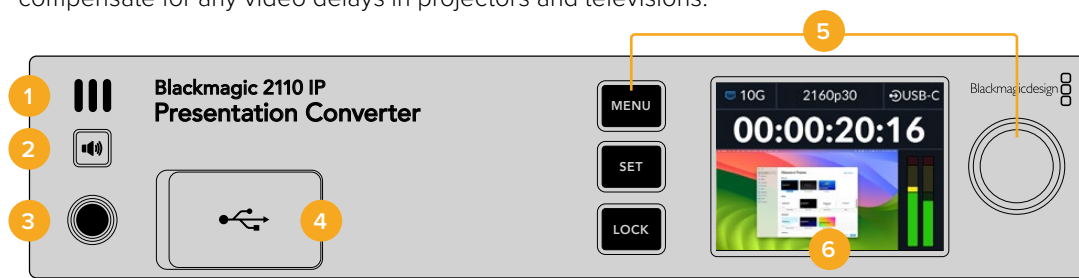 compensate for any video delays in projectors and televisions.
5
1
Blackmagic 2110 IP
Presentation Converter
MENU
10G 2160p30 USB-C
Blackmagicdesign
00:00:20:16
2
SET
3
4
LOCK
6